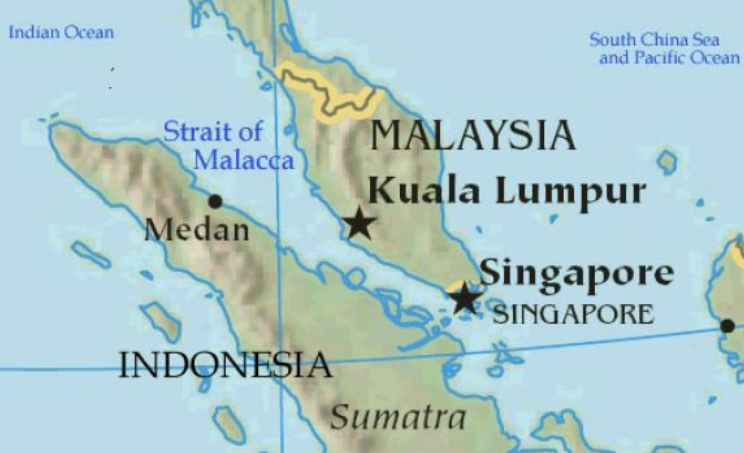 Indian Ocean
South China Sea
and Pacific Ocean
Strait of
Malacca
MALAYSIA
Kuala Lumpur
Medan
Singapore
SINGAPORE
INDONESIA
Sumatra